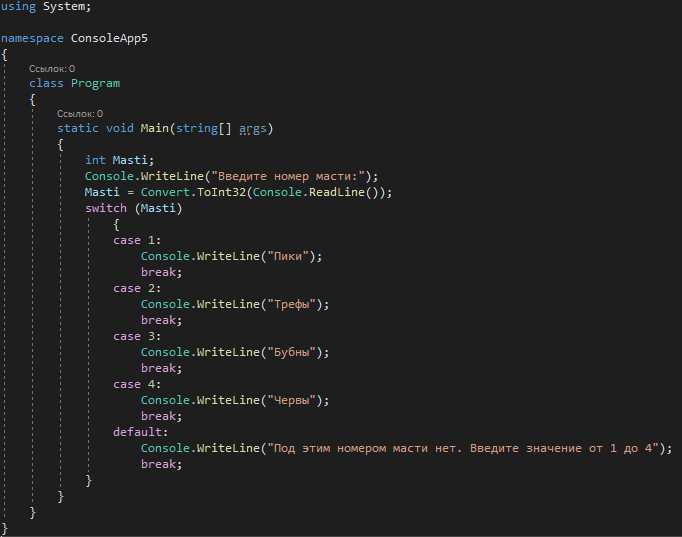 using System;
namespace ConsoleApp5
{
Ссылок: 0
class Program
{
Ссылок: 0
static void Main(string[] args)
{
int Masti;
Console.WriteLine("Введите номер масти:");
Masti = Convert.ToInt32(Console.ReadLine());
switch (Masti)
{
case 1:
Console.WriteLine("Пики");
break;
case 2:
Console.WriteLine("Трефы");
break;
case 3:
Console.WriteLine("Бубны");
break;
case 4:
Console.WriteLine("Червы");
break;
default:
Console.WriteLine("Под этим номером масти нет. Введите значение от 1 до 4");
break;
}
}
}
}